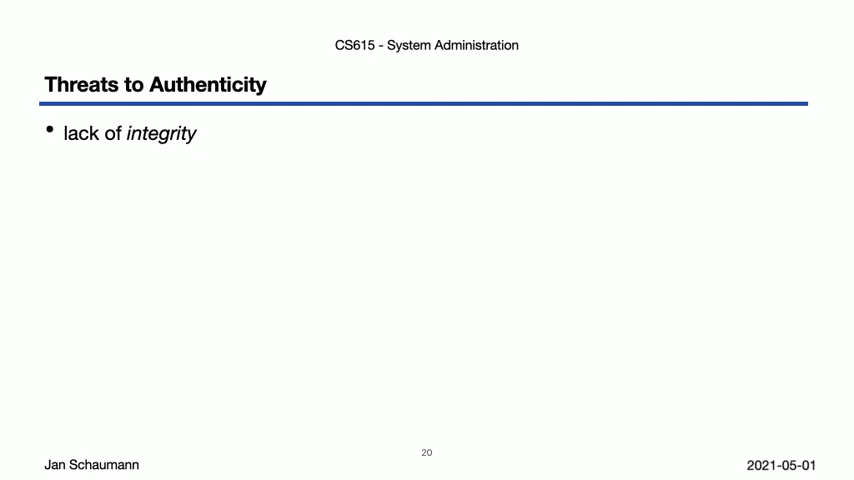 CS615 - System Administration
Threats to Authenticity
• lack of integrity
20
Jan Schaumann
2021-05-01